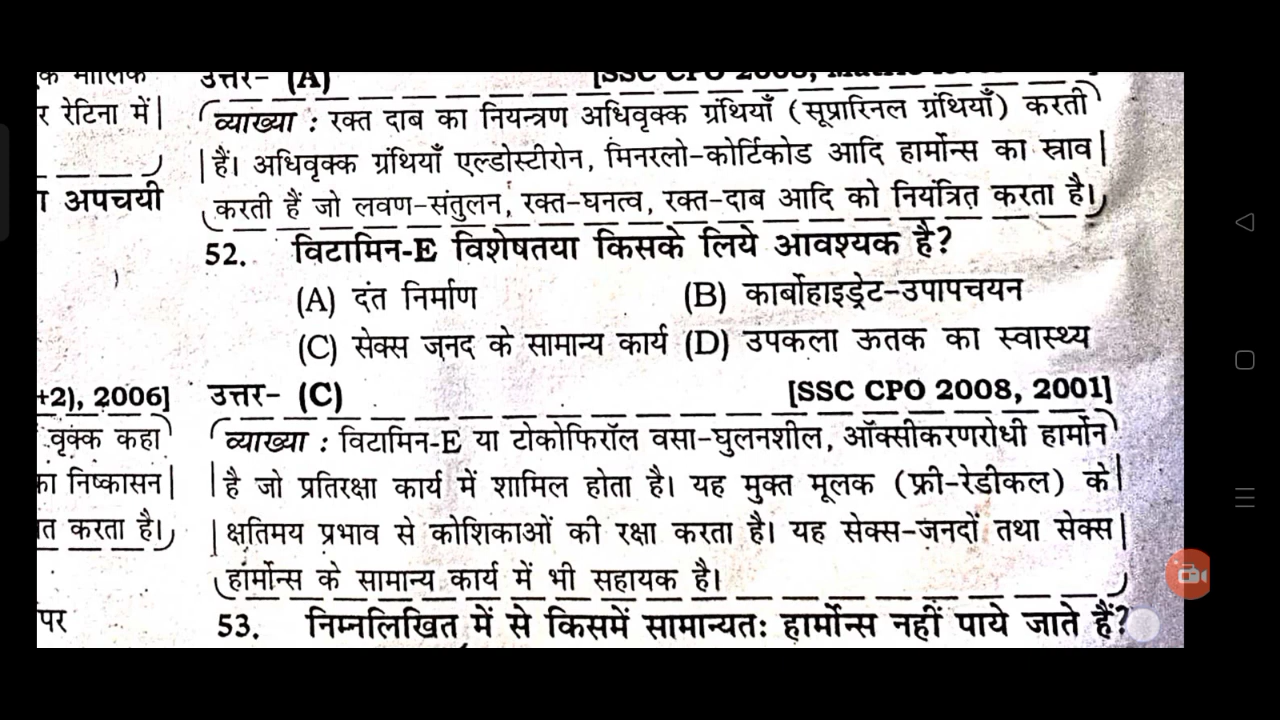 क मालिक
र रेटिना में
ा अपचयी
+2), 2006]
वृक्क कहा
का निष्कासन
त करता है।
पर
उत्तर– (A) [SSC CPO 2008,
व्याख्या : रक्त दाब का नियन्त्रण अधिवृक्क ग्रंथियाँ (सूप्रारिनल ग्रंथियाँ) करती
हैं। अधिवृक्क ग्रंथियाँ एल्डोस्टीरोन, मिनरलो-कोर्टिकोड आदि हार्मोन्स का स्राव
करती हैं जो लवण-संतुलन, रक्त-घनत्व, रक्त-दाब आदि को नियंत्रित करता है।
52. विटामिन-E विशेषतया किसके लिये आवश्यक है?
(A) दंत निर्माण (B) कार्बोहाइड्रेट-उपापचयन
(C) सेक्स जनद के सामान्य कार्य (D) उपकला ऊतक का स्वास्थ्य
उत्तर– (C) [SSC CPO 2008, 2001]
व्याख्या : विटामिन-E या टोकोफिरॉल वसा-घुलनशील, ऑक्सीकरणरोधी हार्मोन
है जो प्रतिरक्षा कार्य में शामिल होता है। यह मुक्त मूलक (फ्री-रेडीकल) के
क्षतिमय प्रभाव से कोशिकाओं की रक्षा करता है। यह सेक्स-जनदों तथा सेक्स
हार्मोन्स के सामान्य कार्य में भी सहायक है।
53. निम्नलिखित में से किसमें सामान्यतः हार्मोन्स नहीं पाये जाते हैं?